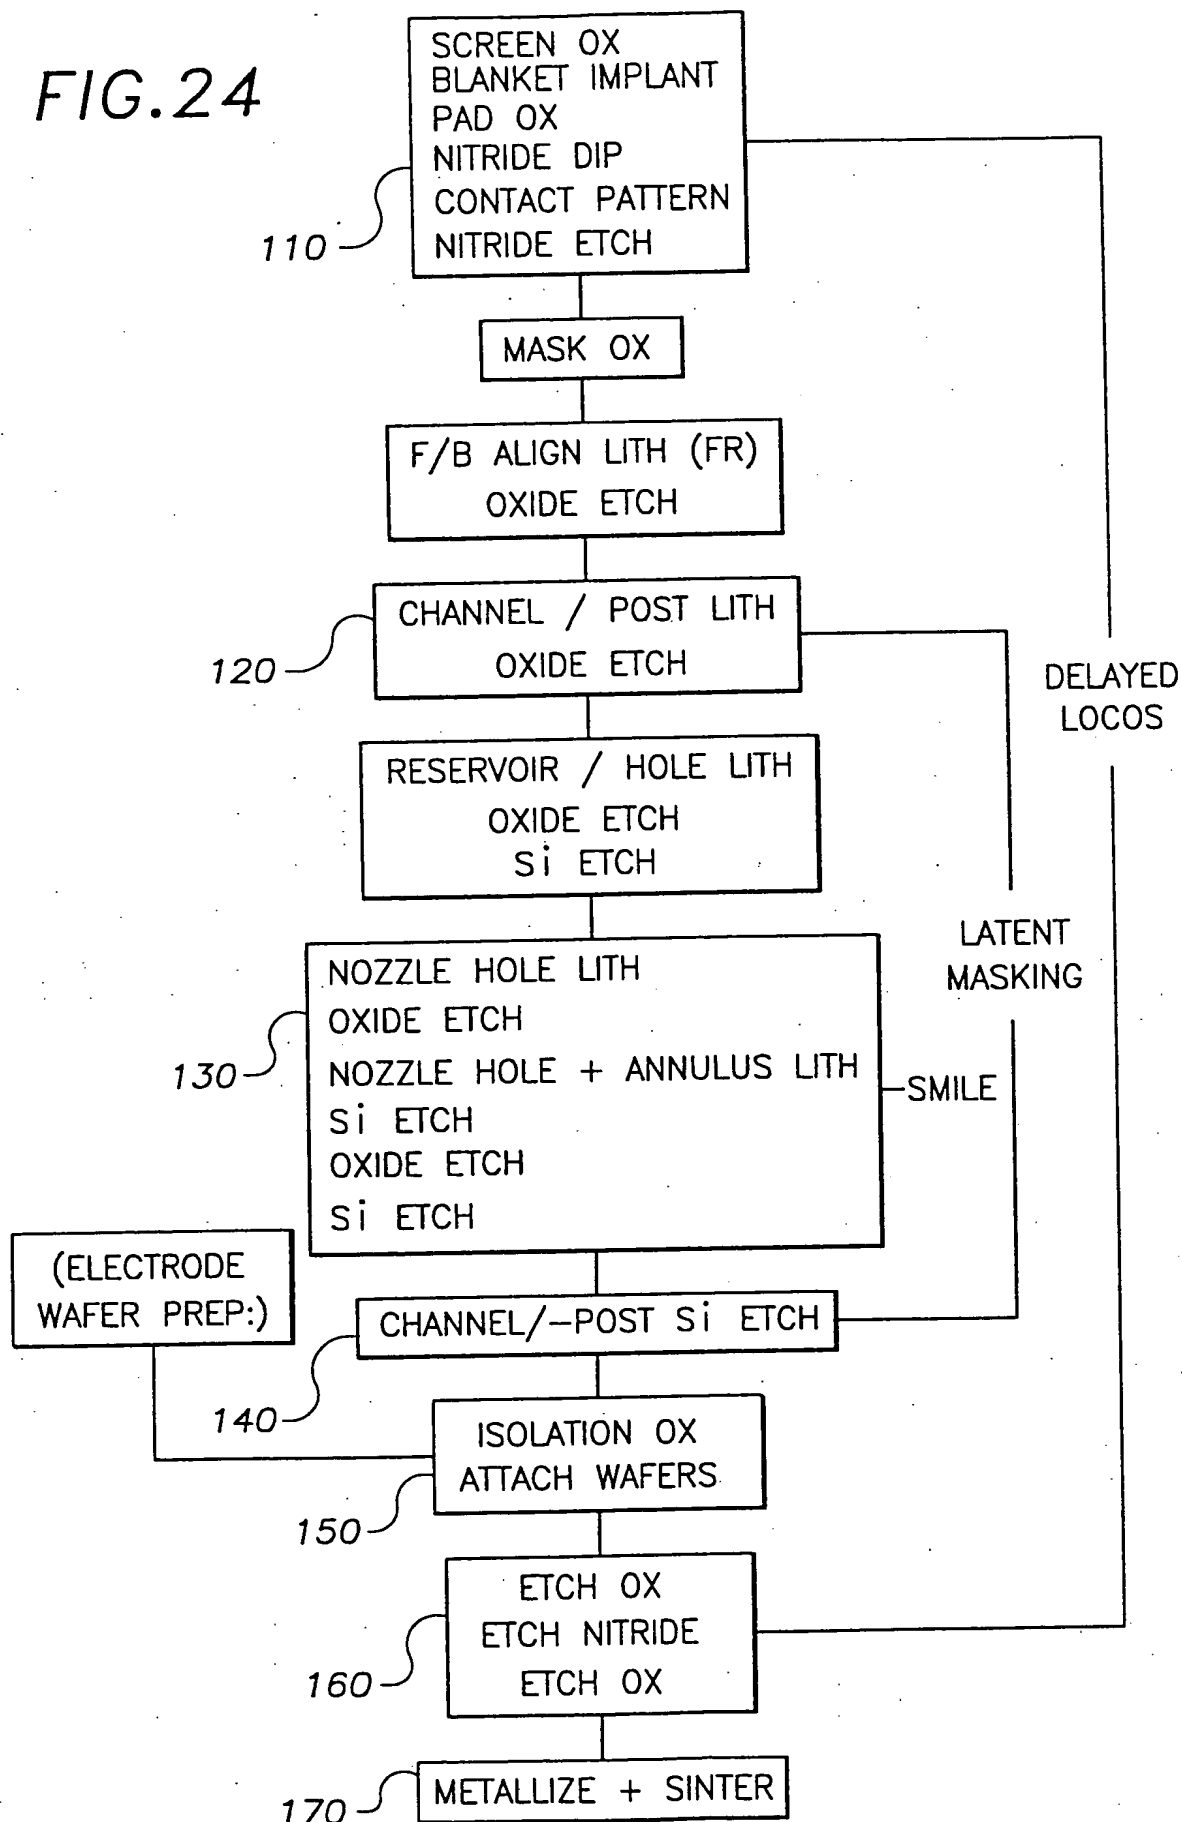 FIG.24
SCREEN OX
BLANKET IMPLANT
PAD OX
NITRIDE DIP
CONTACT PATTERN
NITRIDE ETCH
110
MASK OX
F/B ALIGN LITH (FR)
OXIDE ETCH
CHANNEL / POST LITH
OXIDE ETCH
120
DELAYED
LOCOS
RESERVOIR / HOLE LITH
OXIDE ETCH
Si ETCH
LATENT
MASKING
NOZZLE HOLE LITH
OXIDE ETCH
NOZZLE HOLE + ANNULUS LITH
Si ETCH
OXIDE ETCH
Si ETCH
130
SMILE
(ELECTRODE
WAFER PREP:)
CHANNEL/-POST Si ETCH
140
ISOLATION OX
ATTACH WAFERS
150
ETCH OX
ETCH NITRIDE
ETCH OX
160
METALLIZE + SINTER
170